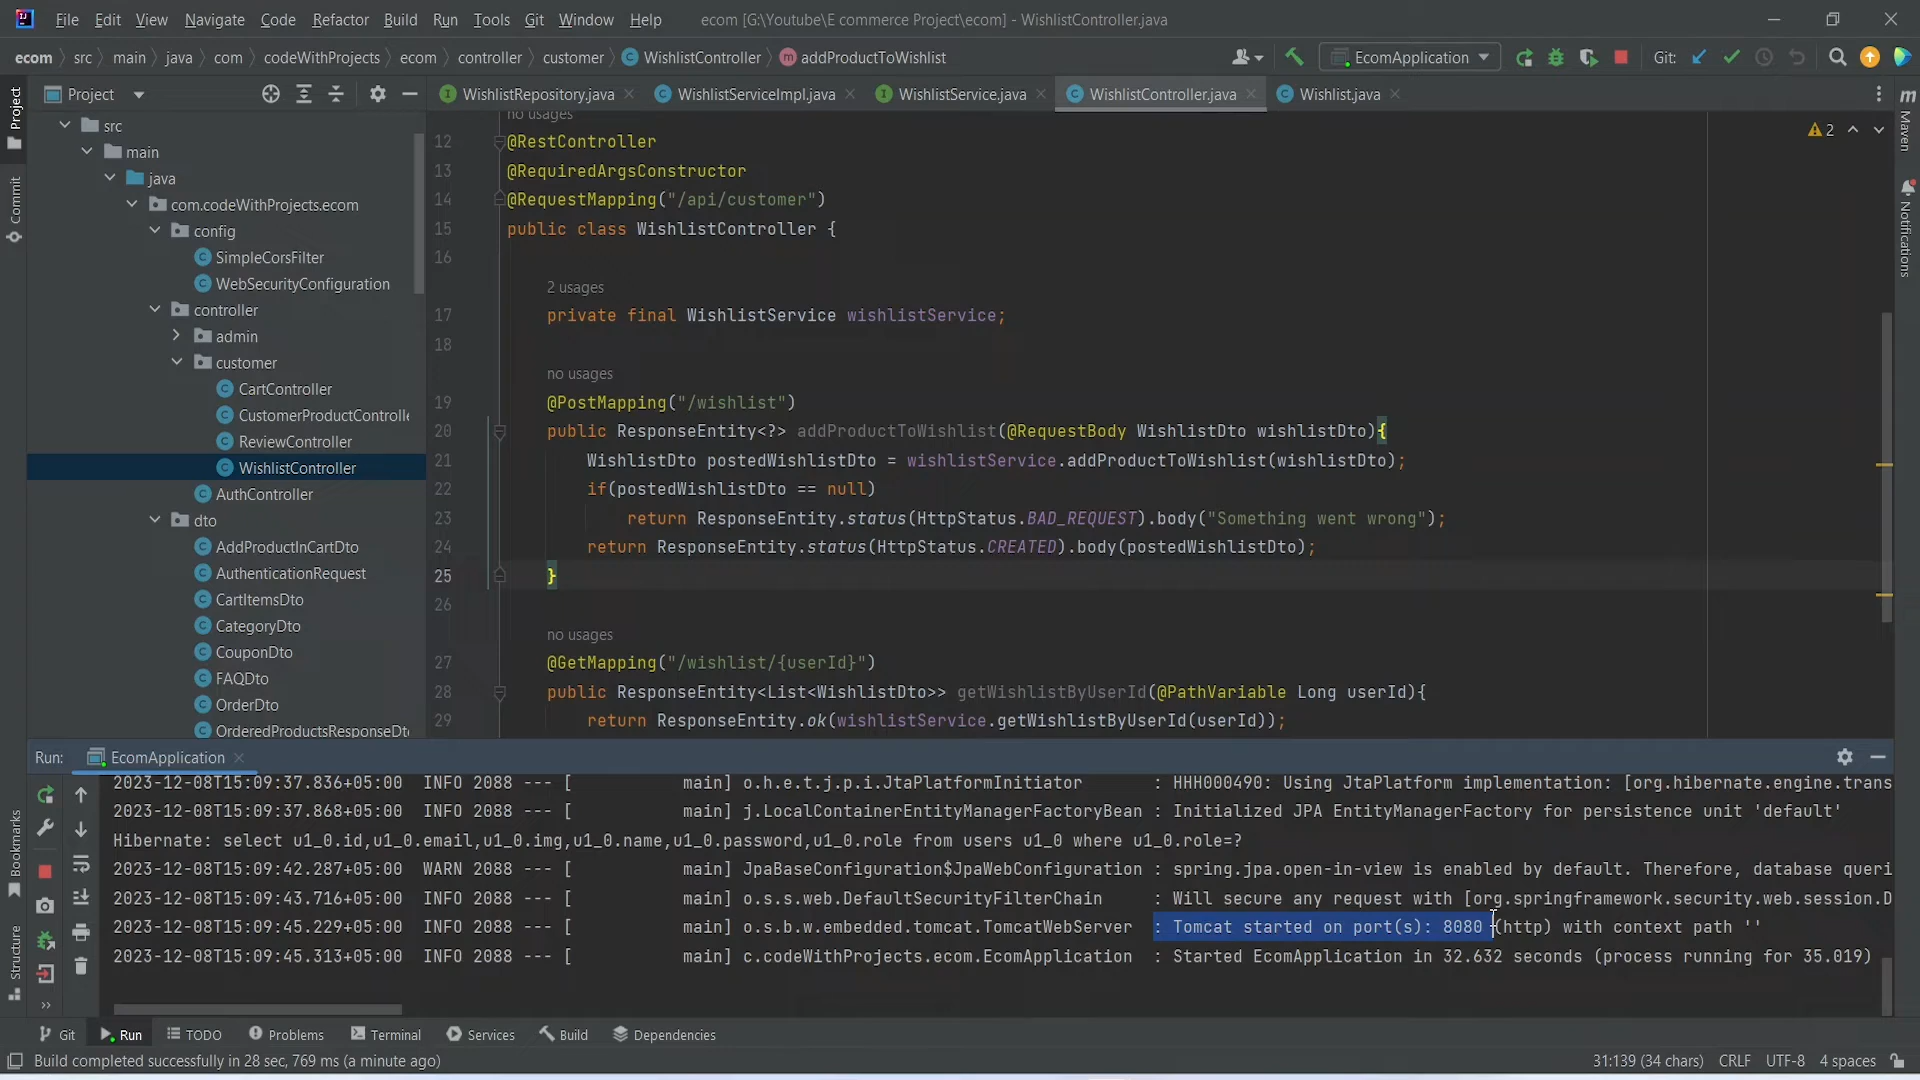 File Edit View Navigate Code Refactor Build Run Tools Git Window Help ecom [G:\Youtube\E commerce Project\ecom] - WishlistController.java
ecom src main java com codeWithProjects ecom controller customer WishlistController addProductToWishlist EcomApplication Git:
Project
WishlistRepository.java WishlistServiceImpl.java WishlistService.java WishlistController.java Wishlist.java
Project
Commit
Bookmarks
Structure
Maven
Notifications
src
main
java
com.codeWithProjects.ecom
config
SimpleCorsFilter
WebSecurityConfiguration
controller
admin
customer
CartController
CustomerProductControlle
ReviewController
WishlistController
AuthController
dto
AddProductInCartDto
AuthenticationRequest
CartItemsDto
CategoryDto
CouponDto
FAQDto
OrderDto
OrderedProductsResponseDt
2
no usages
12 @RestController
13 @RequiredArgsConstructor
14 @RequestMapping("/api/customer")
15 public class WishlistController {
16
2 usages
17 private final WishlistService wishlistService;
18
no usages
19 @PostMapping("/wishlist")
20 public ResponseEntity<?> addProductToWishlist(@RequestBody WishlistDto wishlistDto){
21 WishlistDto postedWishlistDto = wishlistService.addProductToWishlist(wishlistDto);
22 if(postedWishlistDto == null)
23 return ResponseEntity.status(HttpStatus.BAD_REQUEST).body("Something went wrong");
24 return ResponseEntity.status(HttpStatus.CREATED).body(postedWishlistDto);
25 }
26
no usages
27 @GetMapping("/wishlist/{userId}")
28 public ResponseEntity<List<WishlistDto>> getWishlistByUserId(@PathVariable Long userId){
29 return ResponseEntity.ok(wishlistService.getWishlistByUserId(userId));
Run: EcomApplication
2023-12-08T15:09:37.836+05:00 INFO 2088 --- [ main] o.h.e.t.j.p.i.JtaPlatformInitiator : HHH000490: Using JtaPlatform implementation: [org.hibernate.engine.trans
2023-12-08T15:09:37.868+05:00 INFO 2088 --- [ main] j.LocalContainerEntityManagerFactoryBean : Initialized JPA EntityManagerFactory for persistence unit 'default'
Hibernate: select u1_0.id,u1_0.email,u1_0.img,u1_0.name,u1_0.password,u1_0.role from users u1_0 where u1_0.role=?
2023-12-08T15:09:42.287+05:00 WARN 2088 --- [ main] JpaBaseConfiguration$JpaWebConfiguration : spring.jpa.open-in-view is enabled by default. Therefore, database queri
2023-12-08T15:09:43.716+05:00 INFO 2088 --- [ main] o.s.s.web.DefaultSecurityFilterChain : Will secure any request with [org.springframework.security.web.session.D
2023-12-08T15:09:45.229+05:00 INFO 2088 --- [ main] o.s.b.w.embedded.tomcat.TomcatWebServer : Tomcat started on port(s): 8080 (http) with context path ''
2023-12-08T15:09:45.313+05:00 INFO 2088 --- [ main] c.codeWithProjects.ecom.EcomApplication : Started EcomApplication in 32.632 seconds (process running for 35.019)
Git Run TODO Problems Terminal Services Build Dependencies
Build completed successfully in 28 sec, 769 ms (a minute ago) 31:139 (34 chars) CRLF UTF-8 4 spaces